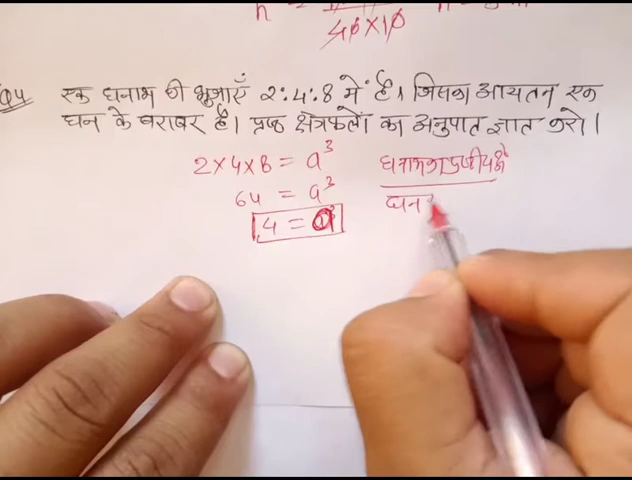 Q4 एक घनाभ की भुजाएँ 2:4:8 में है। जिसका आयतन एक
घन के बराबर है। प्रष्ठ क्षेत्रफलों का अनुपात ज्ञात करो।
2×4×8 = a³
64 = a³
4 = a
घनाभ का पृष्ठीय क्षे
घन